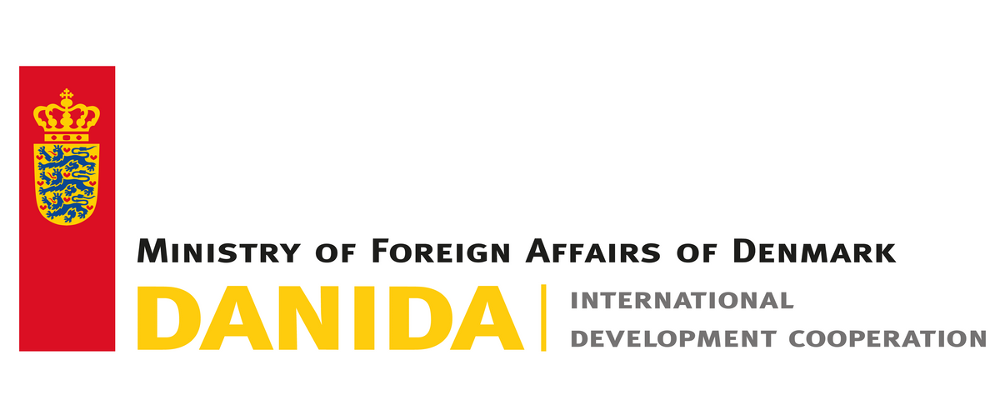 Ministry of Foreign Affairs of Denmark
DANIDA
INTERNATIONAL
DEVELOPMENT COOPERATION